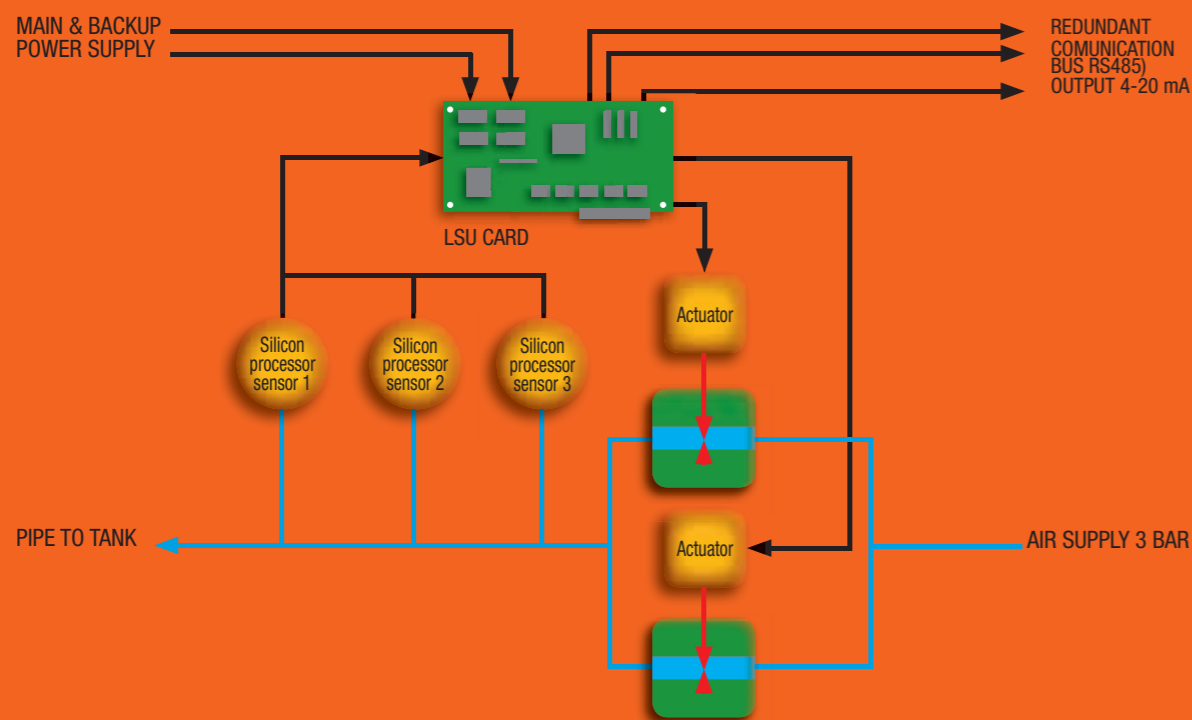 MAIN & BACKUP
POWER SUPPLY
REDUNDANT
COMUNICATION
BUS RS485)
OUTPUT 4-20 mA
LSU CARD
Actuator
Silicon
processor
sensor 1
Silicon
processor
sensor 2
Silicon
processor
sensor 3
PIPE TO TANK
Actuator
AIR SUPPLY 3 BAR